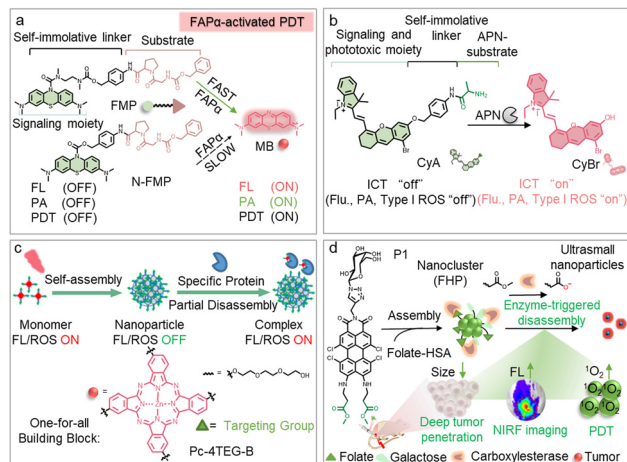 a
FAPα-activated PDT
Self-immolative linker
Substrate
FMP
FAST
FAPα
Signaling moiety
MB
FAPα
SLOW
N-FMP
FL (OFF)
PA (OFF)
PDT (OFF)
FL (ON)
PA (ON)
PDT (ON)
b
Self-immolative
Signaling and
linker
APN-
phototoxic moiety
substrate
APN
CyA
CyBr
ICT "off"
ICT "on"
(Flu., PA, Type I ROS "off")
(Flu., PA, Type I ROS "on")
c
Self-assembly
Specific Protein
Partial Disassembly
Monomer
Nanoparticle
Complex
FL/ROS ON
FL/ROS OFF
FL/ROS ON
One-for-all
Building Block:
Pc-4TEG-B
Targeting Group
d
P1
Nanocluster
(FHP)
Ultrasmall
nanoparticles
Assembly
Folate-HSA
Enzyme-triggered
disassembly
Size
FL
¹O₂
¹O₂ ¹O₂
¹O₂ ¹O₂
Deep tumor
penetration
NIRF imaging
PDT
Folate
Galactose
Carboxylesterase
Tumor